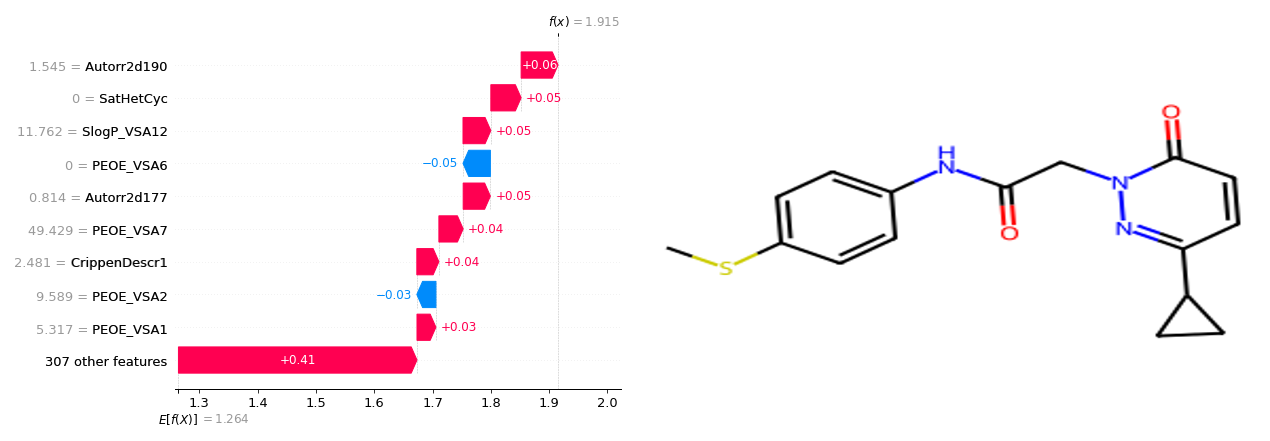 f(x) = 1.915
1.545 = Autorr2d190
+0.06
0 = SatHetCyc
+0.05
11.762 = SlogP_VSA12
+0.05
0 = PEOE_VSA6
−0.05
0.814 = Autorr2d177
+0.05
49.429 = PEOE_VSA7
+0.04
2.481 = CrippenDescr1
+0.04
9.589 = PEOE_VSA2
−0.03
5.317 = PEOE_VSA1
+0.03
307 other features
+0.41
1.3 1.4 1.5 1.6 1.7 1.8 1.9 2.0
E[f(X)] = 1.264
O
H
N
N
N
O
S